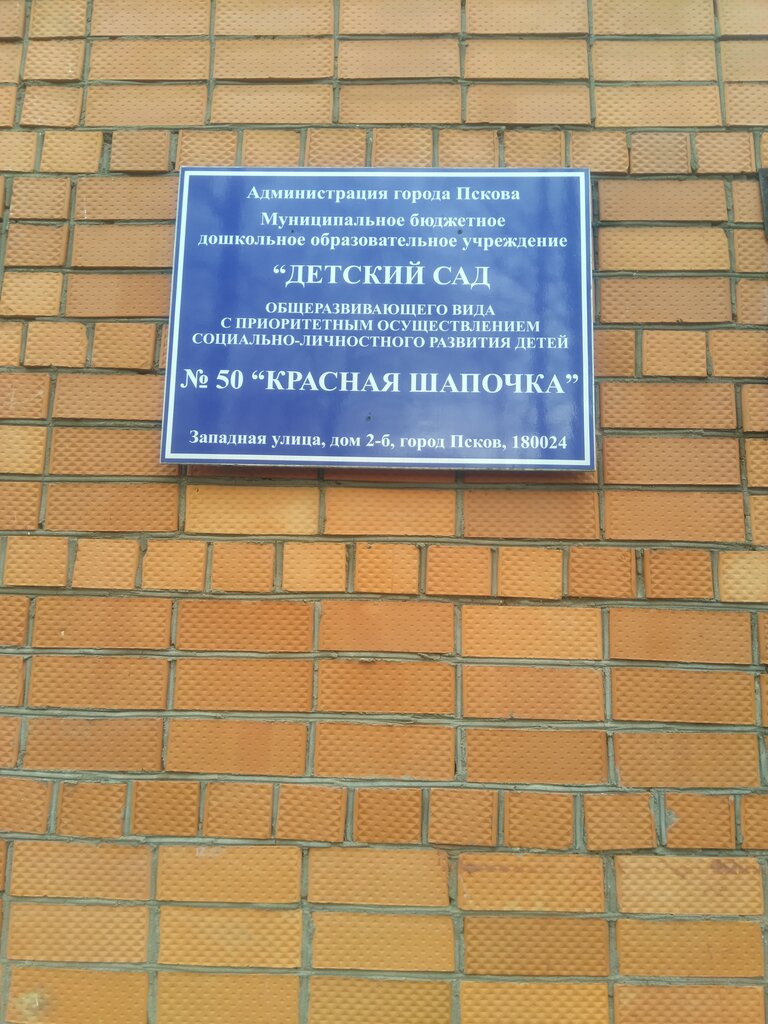 Администрация города Пскова
Муниципальное бюджетное
дошкольное образовательное учреждение
“ДЕТСКИЙ САД
ОБЩЕРАЗВИВАЮЩЕГО ВИДА
С ПРИОРИТЕТНЫМ ОСУЩЕСТВЛЕНИЕМ
СОЦИАЛЬНО-ЛИЧНОСТНОГО РАЗВИТИЯ ДЕТЕЙ
№ 50 “КРАСНАЯ ШАПОЧКА”
Западная улица, дом 2-б, город Псков, 180024